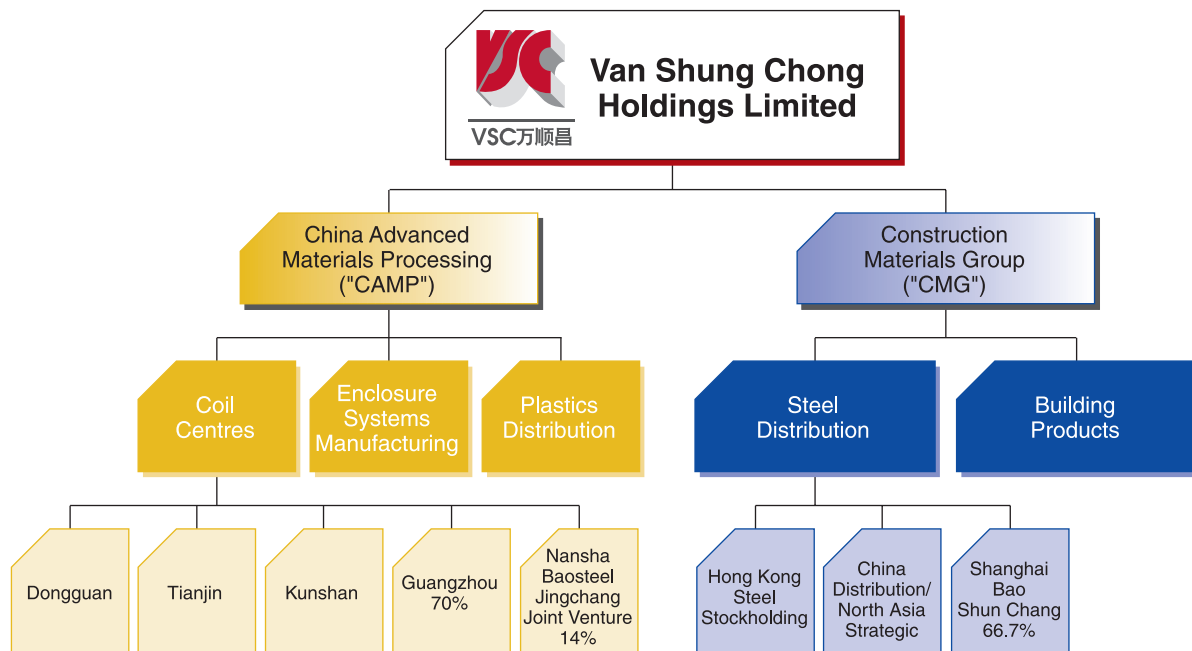 VSC
Van Shung Chong
Holdings Limited
VSC万顺昌
China Advanced
Materials Processing
("CAMP")
Construction
Materials Group
("CMG")
Coil
Centres
Enclosure
Systems
Manufacturing
Plastics
Distribution
Steel
Distribution
Building
Products
Dongguan
Tianjin
Kunshan
Guangzhou
70%
Nansha
Baosteel
Jingchang
Joint Venture
14%
Hong Kong
Steel
Stockholding
China
Distribution/
North Asia
Strategic
Shanghai
Bao
Shun Chang
66.7%